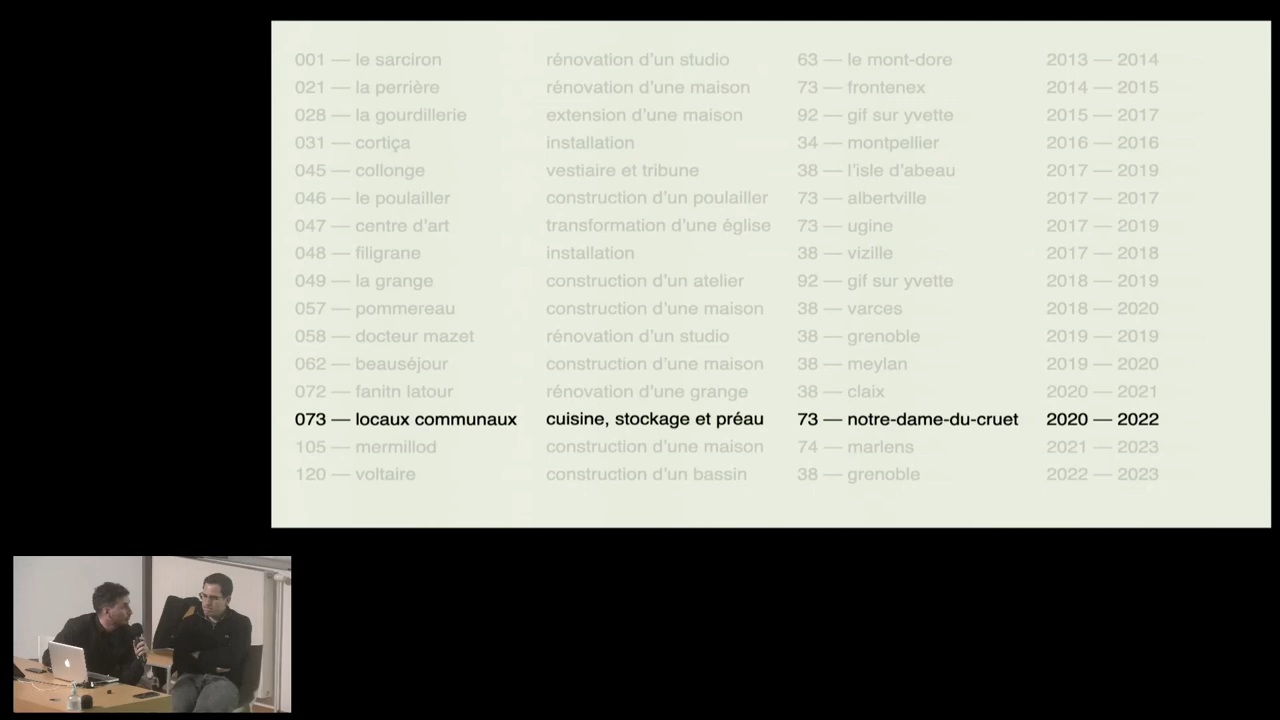 001 — le sarciron rénovation d'un studio 63 — le mont-dore 2013 — 2014
021 — la perrière rénovation d'une maison 73 — frontenex 2014 — 2015
028 — la gourdillerie extension d'une maison 92 — gif sur yvette 2015 — 2017
031 — cortiça installation 34 — montpellier 2016 — 2016
045 — collonge vestiaire et tribune 38 — l'isle d'abeau 2017 — 2019
046 — le poulailler construction d'un poulailler 73 — albertville 2017 — 2017
047 — centre d'art transformation d'une église 73 — ugine 2017 — 2019
048 — filigrane installation 38 — vizille 2017 — 2018
049 — la grange construction d'un atelier 92 — gif sur yvette 2018 — 2019
057 — pommereau construction d'une maison 38 — varces 2018 — 2020
058 — docteur mazet rénovation d'un studio 38 — grenoble 2019 — 2019
062 — beauséjour construction d'une maison 38 — meylan 2019 — 2020
072 — fanitn latour rénovation d'une grange 38 — claix 2020 — 2021
073 — locaux communaux cuisine, stockage et préau 73 — notre-dame-du-cruet 2020 — 2022
105 — mermillod construction d'une maison 74 — marlens 2021 — 2023
120 — voltaire construction d'un bassin 38 — grenoble 2022 — 2023